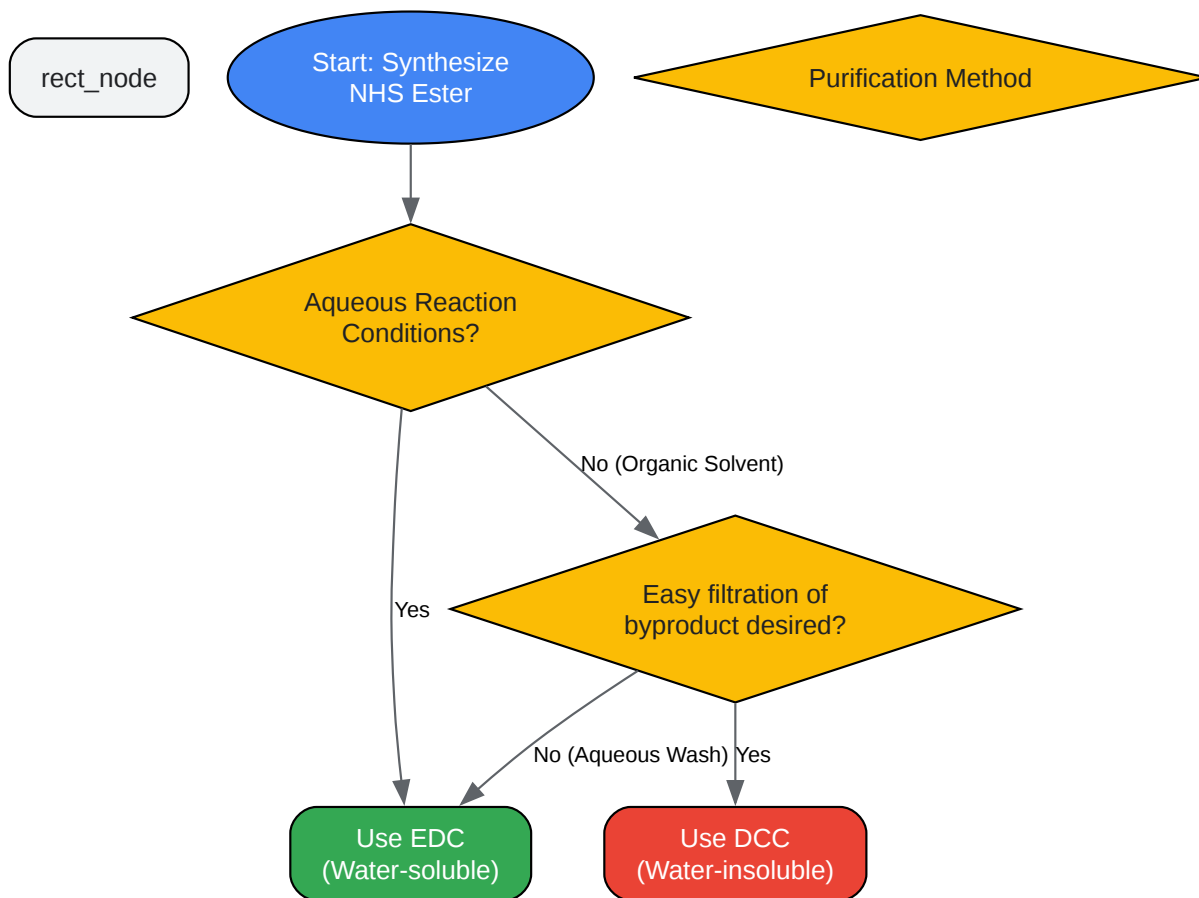 rect_node
Start: Synthesize
NHS Ester
Purification Method
Aqueous Reaction
Conditions?
No (Organic Solvent)
Easy filtration of
byproduct desired?
Yes
No (Aqueous Wash)
Yes
Use EDC
(Water-soluble)
Use DCC
(Water-insoluble)